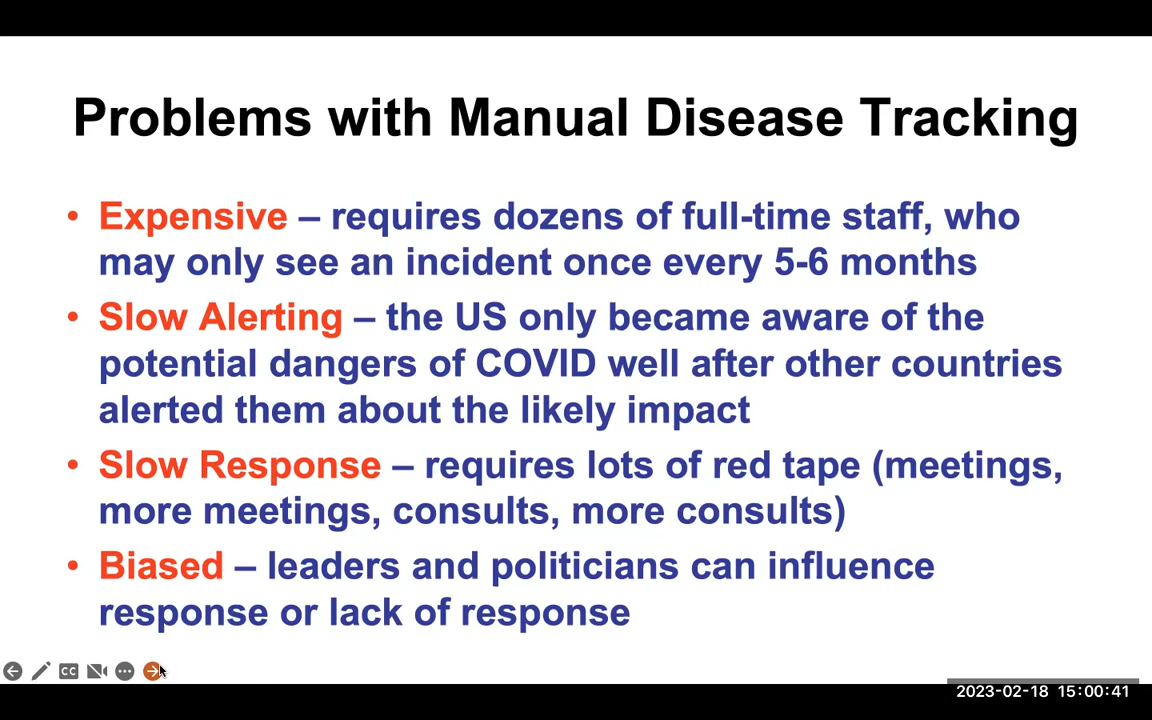 Problems with Manual Disease Tracking
• Expensive – requires dozens of full-time staff, who
may only see an incident once every 5-6 months
• Slow Alerting – the US only became aware of the
potential dangers of COVID well after other countries
alerted them about the likely impact
• Slow Response – requires lots of red tape (meetings,
more meetings, consults, more consults)
• Biased – leaders and politicians can influence
response or lack of response
CC
2023-02-18 15:00:41